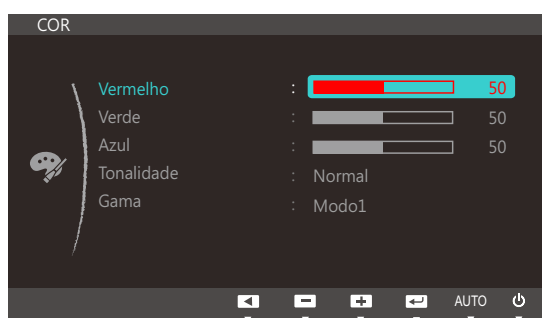 COR
Vermelho : 50
Verde : 50
Azul : 50
Tonalidade : Normal
Gama : Modo1
AUTO